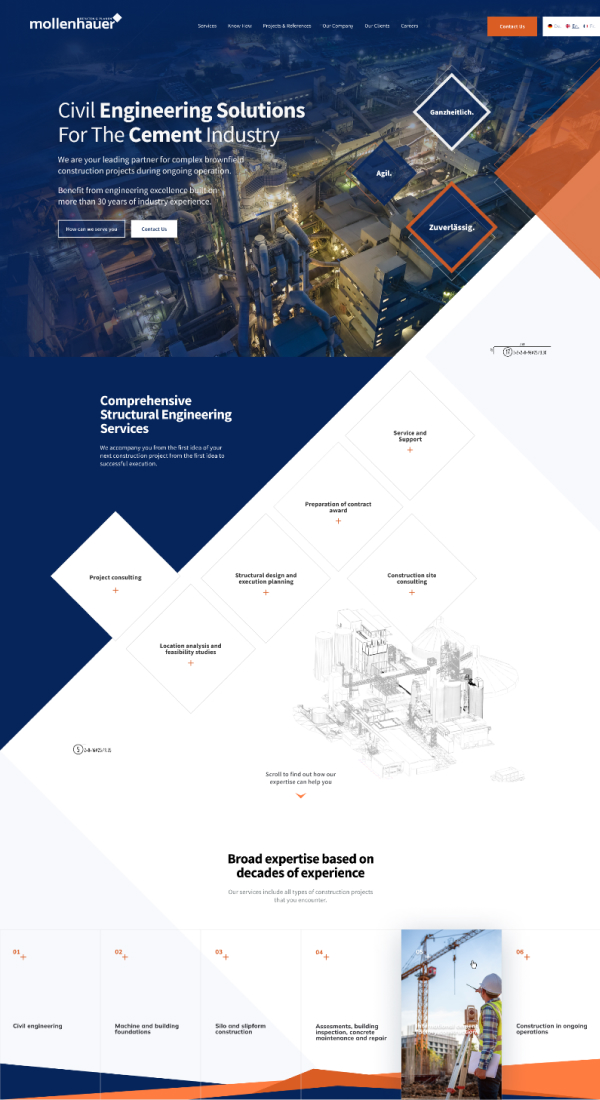 mollenhauer
Services Know How Projects & References Our Company Our Clients Careers
Contact Us
Civil Engineering Solutions
For The Cement Industry
We are your leading partner for complex brownfield
construction projects during ongoing operation.
Benefit from engineering excellence built on
more than 30 years of industry experience.
How can we serve you
Contact Us
Ganzheitlich.
Agil.
Zuverlässig.
Comprehensive
Structural Engineering
Services
We accompany you from the first idea of your
next construction project from the first idea to
successful execution.
Service and
Support
Preparation of contract
award
Project consulting
Structural design and
execution planning
Construction site
consulting
Location analysis and
feasibility studies
Scroll to find out how our
expertise can help you
Broad expertise based on
decades of experience
Our services include all types of construction projects
that you encounter.
01
Civil engineering
02
Machine and building
foundations
03
Silo and slipform
construction
04
Assesments, building
inspection, concrete
maintenance and repair
05
06
Construction in ongoing
operations